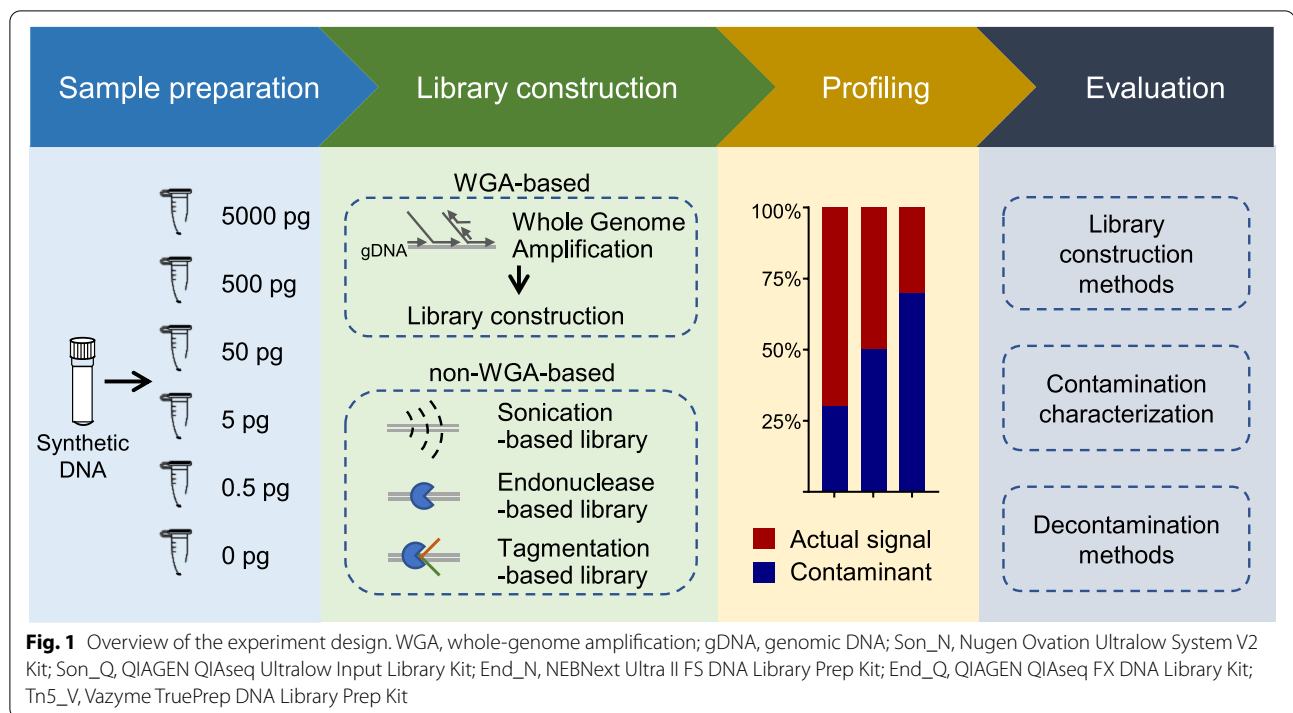 Sample preparation
Library construction
Profiling
Evaluation
5000 pg
500 pg
50 pg
5 pg
0.5 pg
0 pg
Synthetic
DNA
WGA-based
gDNA
Whole Genome
Amplification
Library construction
non-WGA-based
Sonication
-based library
Endonuclease
-based library
Tagmentation
-based library
100%
75%
50%
25%
Actual signal
Contaminant
Library
construction
methods
Contamination
characterization
Decontamination
methods
Fig. 1 Overview of the experiment design. WGA, whole-genome amplification; gDNA, genomic DNA; Son_N, Nugen Ovation Ultralow System V2
Kit; Son_Q, QIAGEN QIAseq Ultralow Input Library Kit; End_N, NEBNext Ultra II FS DNA Library Prep Kit; End_Q, QIAGEN QIAseq FX DNA Library Kit;
Tn5_V, Vazyme TruePrep DNA Library Prep Kit